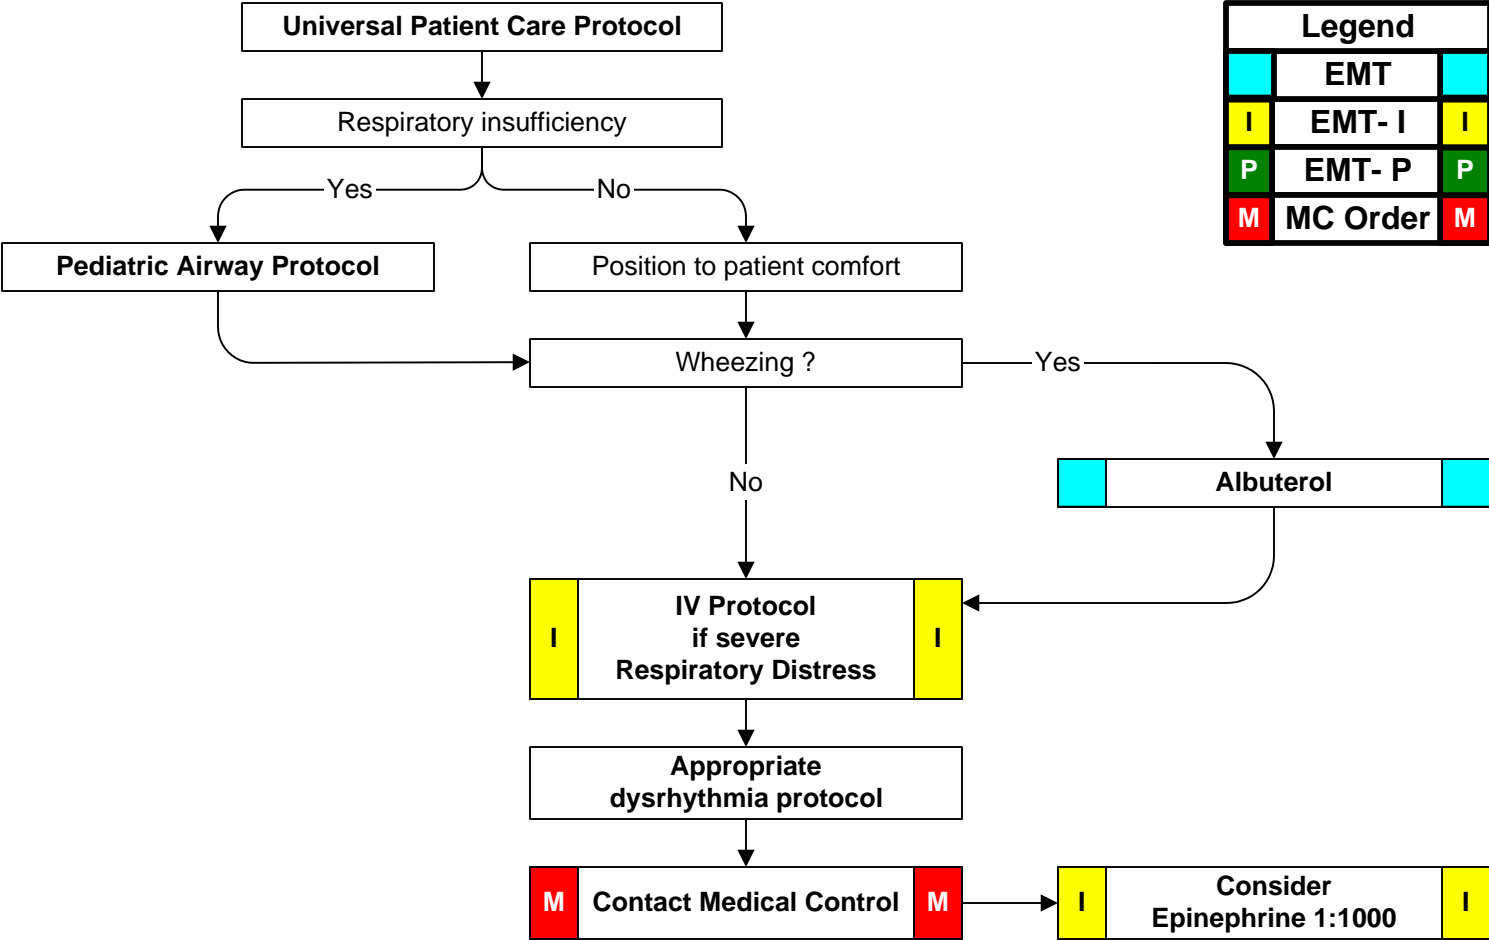 Universal Patient Care Protocol
Legend
EMT
I EMT- I I
P EMT- P P
M MC Order M
Respiratory insufficiency
Yes
No
Pediatric Airway Protocol
Position to patient comfort
Wheezing ?
Yes
No
Albuterol
I
IV Protocol
if severe
Respiratory Distress
I
Appropriate
dysrhythmia protocol
M Contact Medical Control M
I
Consider
Epinephrine 1:1000
I